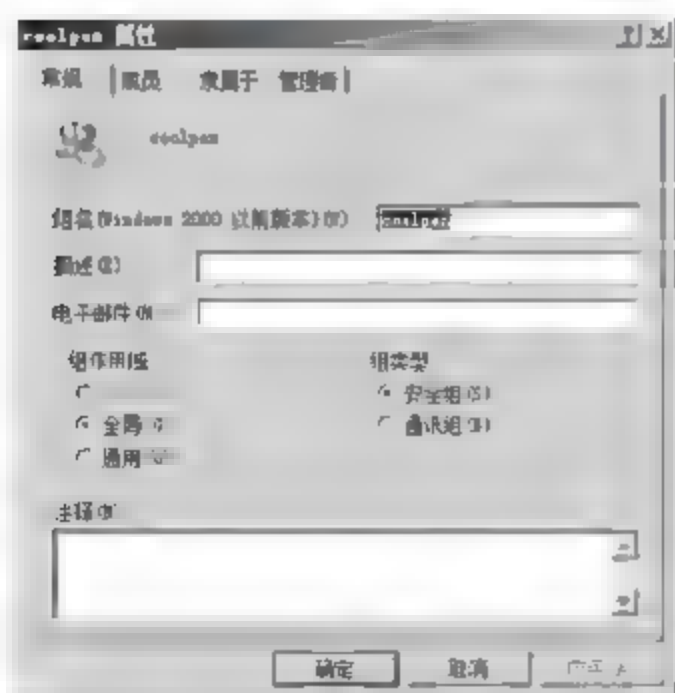 coolpen 属性
常规 成员 隶属于 管理者
coolpen
组名(Windows 2000 以前版本)(W)
coolpen
描述(E)
电子邮件(M)
组作用域
组类型
安全组(S)
全局
通讯组(D)
通用
注释(N)
确定 取消